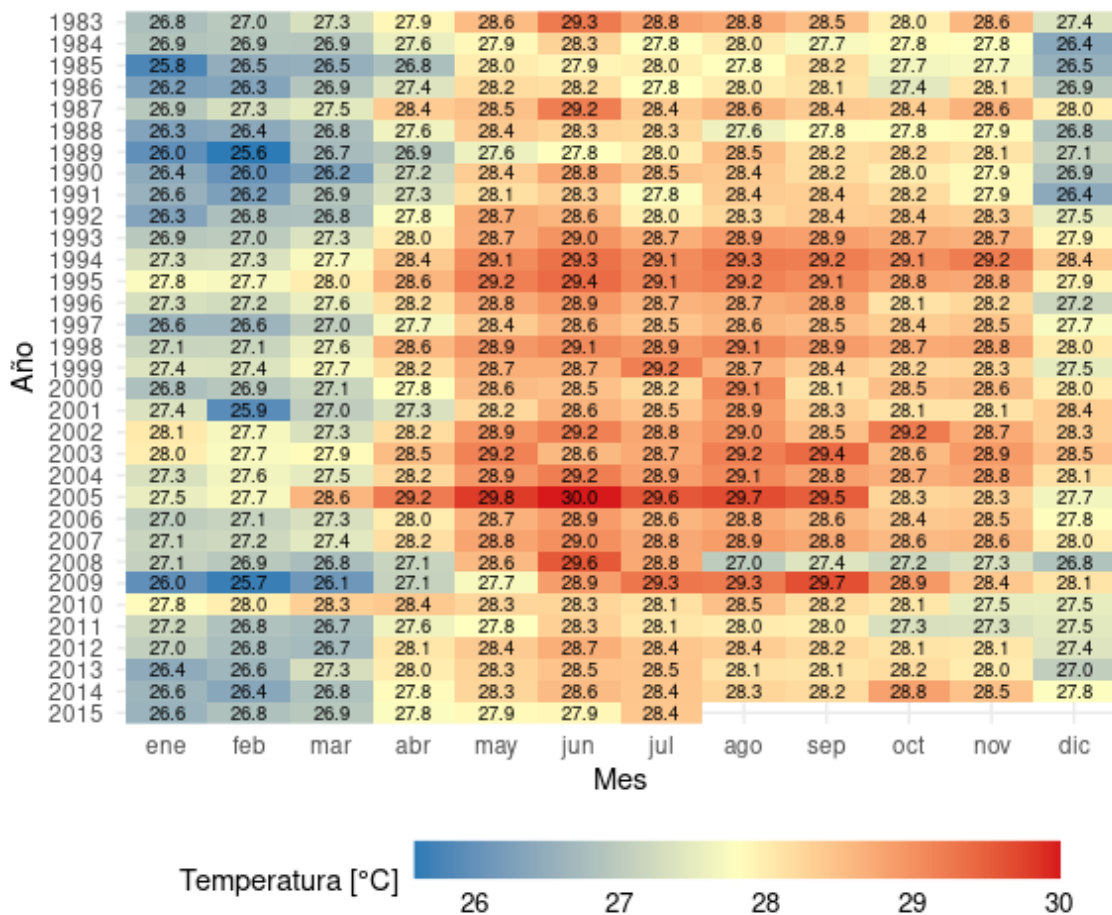 1983 26.8 27.0 27.3 27.9 28.6 29.3 28.8 28.8 28.5 28.0 28.6 27.4
1984 26.9 26.9 26.9 27.6 27.9 28.3 27.8 28.0 27.7 27.8 27.8 26.4
1985 25.8 26.5 26.5 26.8 28.0 27.9 28.0 27.8 28.2 27.7 27.7 26.5
1986 26.2 26.3 26.9 27.4 28.2 28.2 27.8 28.0 28.1 27.4 28.1 26.9
1987 26.9 27.3 27.5 28.4 28.5 29.2 28.4 28.6 28.4 28.4 28.6 28.0
1988 26.3 26.4 26.8 27.6 28.4 28.3 28.3 27.6 27.8 27.8 27.9 26.8
1989 26.0 25.6 26.7 26.9 27.6 27.8 28.0 28.5 28.2 28.2 28.1 27.1
1990 26.4 26.0 26.2 27.2 28.4 28.8 28.5 28.4 28.2 28.0 27.9 26.9
1991 26.6 26.2 26.9 27.3 28.1 28.3 27.8 28.4 28.4 28.2 27.9 26.4
1992 26.3 26.8 26.8 27.8 28.7 28.6 28.0 28.3 28.4 28.4 28.3 27.5
1993 26.9 27.0 27.3 28.0 28.7 29.0 28.7 28.9 28.9 28.7 28.7 27.9
1994 27.3 27.3 27.7 28.4 29.1 29.3 29.1 29.3 29.2 29.1 29.2 28.4
1995 27.8 27.7 28.0 28.6 29.2 29.4 29.1 29.2 29.1 28.8 28.8 27.9
1996 27.3 27.2 27.6 28.2 28.8 28.9 28.7 28.7 28.8 28.1 28.2 27.2
1997 26.6 26.6 27.0 27.7 28.4 28.6 28.5 28.6 28.5 28.4 28.5 27.7
1998 27.1 27.1 27.6 28.6 28.9 29.1 28.9 29.1 28.9 28.7 28.8 28.0
1999 27.4 27.4 27.7 28.2 28.7 28.7 29.2 28.7 28.4 28.2 28.3 27.5
2000 26.8 26.9 27.1 27.8 28.6 28.5 28.2 29.1 28.1 28.5 28.6 28.0
2001 27.4 25.9 27.0 27.3 28.2 28.6 28.5 28.9 28.3 28.1 28.1 28.4
2002 28.1 27.7 27.3 28.2 28.9 29.2 28.8 29.0 28.5 29.2 28.7 28.3
2003 28.0 27.7 27.9 28.5 29.2 28.6 28.7 29.2 29.4 28.6 28.9 28.5
2004 27.3 27.6 27.5 28.2 28.9 29.2 28.9 29.1 28.8 28.7 28.8 28.1
2005 27.5 27.7 28.6 29.2 29.8 30.0 29.6 29.7 29.5 28.3 28.3 27.7
2006 27.0 27.1 27.3 28.0 28.7 28.9 28.6 28.8 28.6 28.4 28.5 27.8
2007 27.1 27.2 27.4 28.2 28.8 29.0 28.8 28.9 28.8 28.6 28.6 28.0
2008 27.1 26.9 26.8 27.1 28.6 29.6 28.8 27.0 27.4 27.2 27.3 26.8
2009 26.0 25.7 26.1 27.1 27.7 28.9 29.3 29.3 29.7 28.9 28.4 28.1
2010 27.8 28.0 28.3 28.4 28.3 28.3 28.1 28.5 28.2 28.1 27.5 27.5
2011 27.2 26.8 26.7 27.6 27.8 28.3 28.1 28.0 28.0 27.3 27.3 27.5
2012 27.0 26.8 26.7 28.1 28.4 28.7 28.4 28.4 28.2 28.1 28.1 27.4
2013 26.4 26.6 27.3 28.0 28.3 28.5 28.5 28.1 28.1 28.2 28.0 27.0
2014 26.6 26.4 26.8 27.8 28.3 28.6 28.4 28.3 28.2 28.8 28.5 27.8
2015 26.6 26.8 26.9 27.8 27.9 27.9 28.4
ene feb mar abr may jun jul ago sep oct nov dic
Año
Mes
Temperatura [°C]
26 27 28 29 30